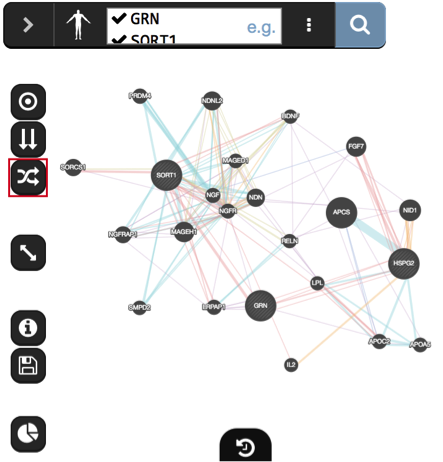 GRN
SORT1
e.g.
PRDM4
NDNL2
BDNF
FGF7
MAGED1
SORCS1
SORT1
NGF
NDN
NGFR
APCS
NID1
NGFRAP1
MAGEH1
RELN
HSPG2
LPL
SMPD2
LRPAP1
GRN
APOC2
APOA5
IL2